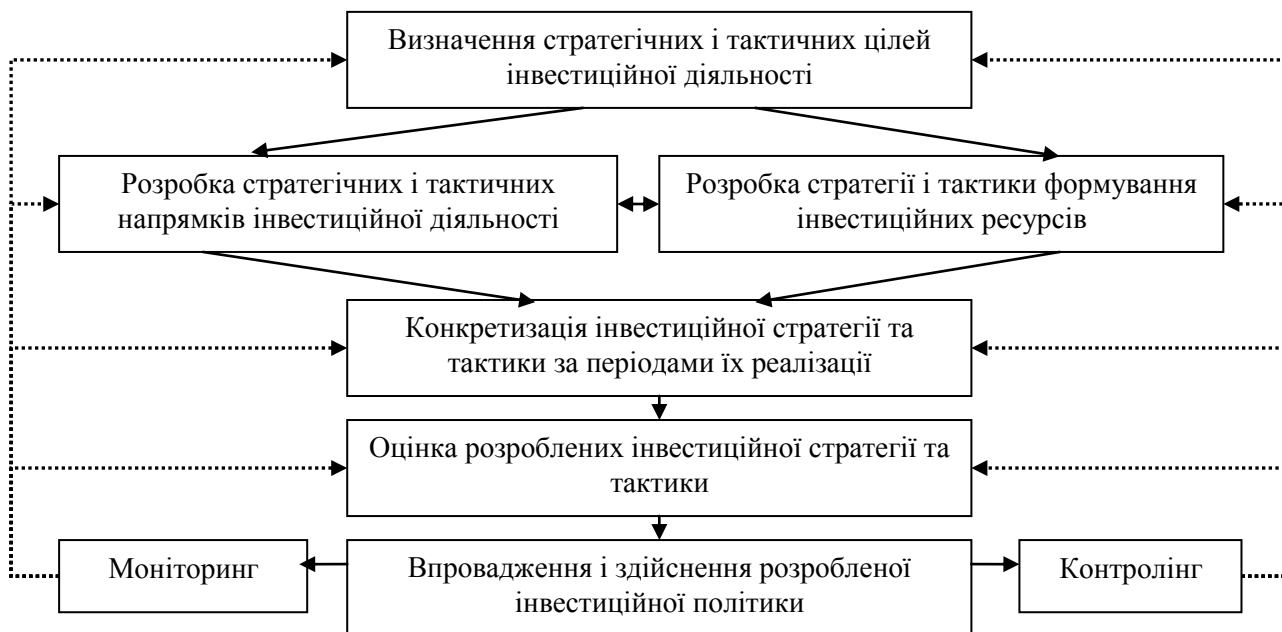 Визначення стратегічних і тактичних цілей
інвестиційної діяльності
Розробка стратегічних і тактичних
напрямків інвестиційної діяльності
Розробка стратегії і тактики формування
інвестиційних ресурсів
Конкретизація інвестиційної стратегії та
тактики за періодами їх реалізації
Оцінка розроблених інвестиційної стратегії та
тактики
Моніторинг
Впровадження і здійснення розробленої
інвестиційної політики
Контролінг